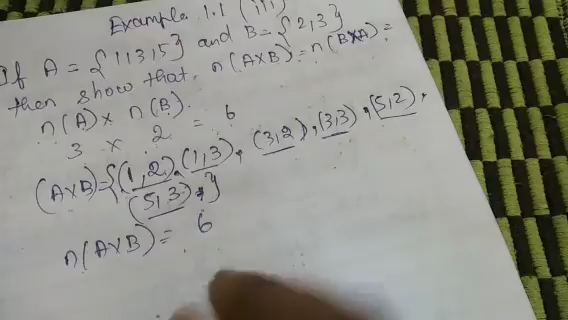 Example 1.1 (iii)
If A = {1,3,5} and B = {2,3}
then show that n(A×B) = n(B×A) =
n(A) × n(B).
3 × 2 = 6
(A×B) = {(1,2), (1,3), (3,2), (3,3), (5,2),
(5,3), }
n(A×B) = 6